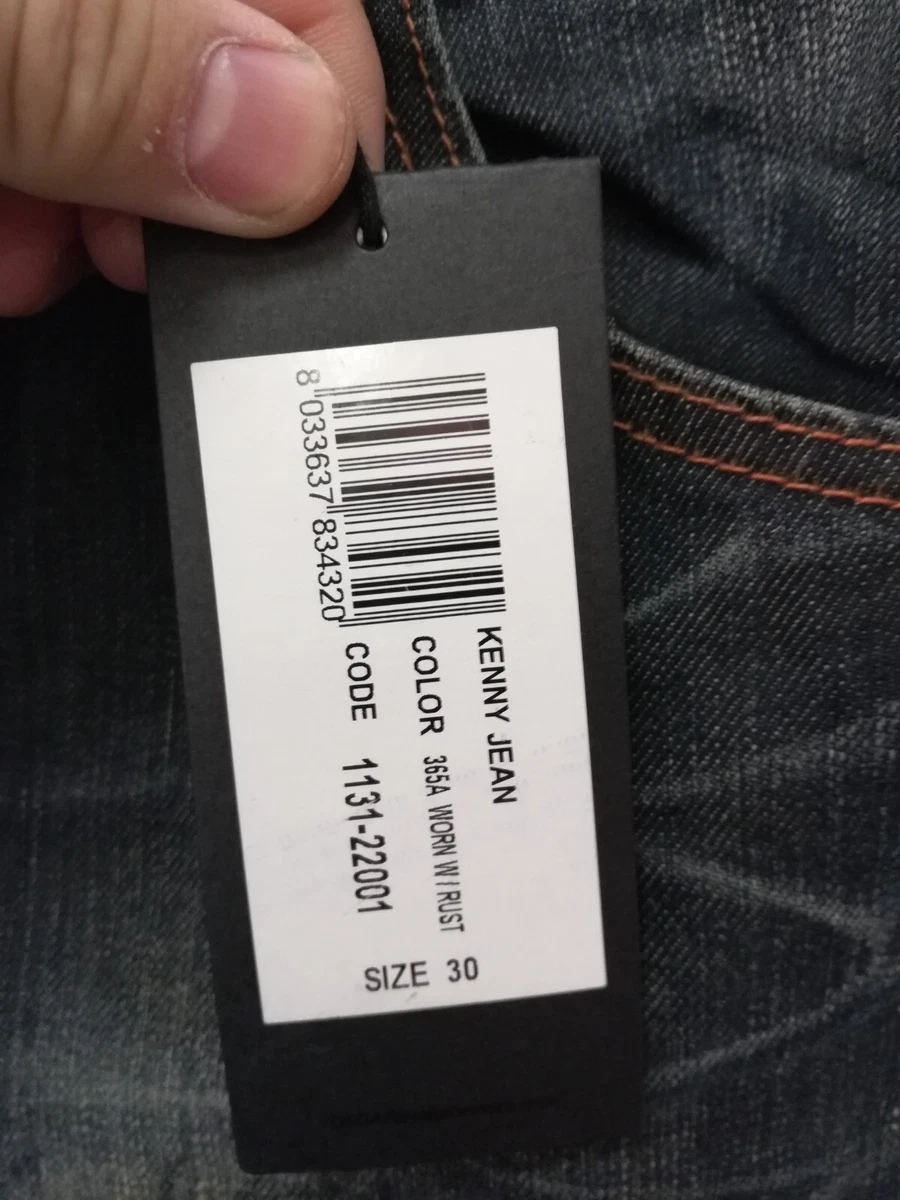 KENNY JEAN
COLOR 365A WORN W/RUST
CODE 1131-22001
SIZE 30
8 033637 834320